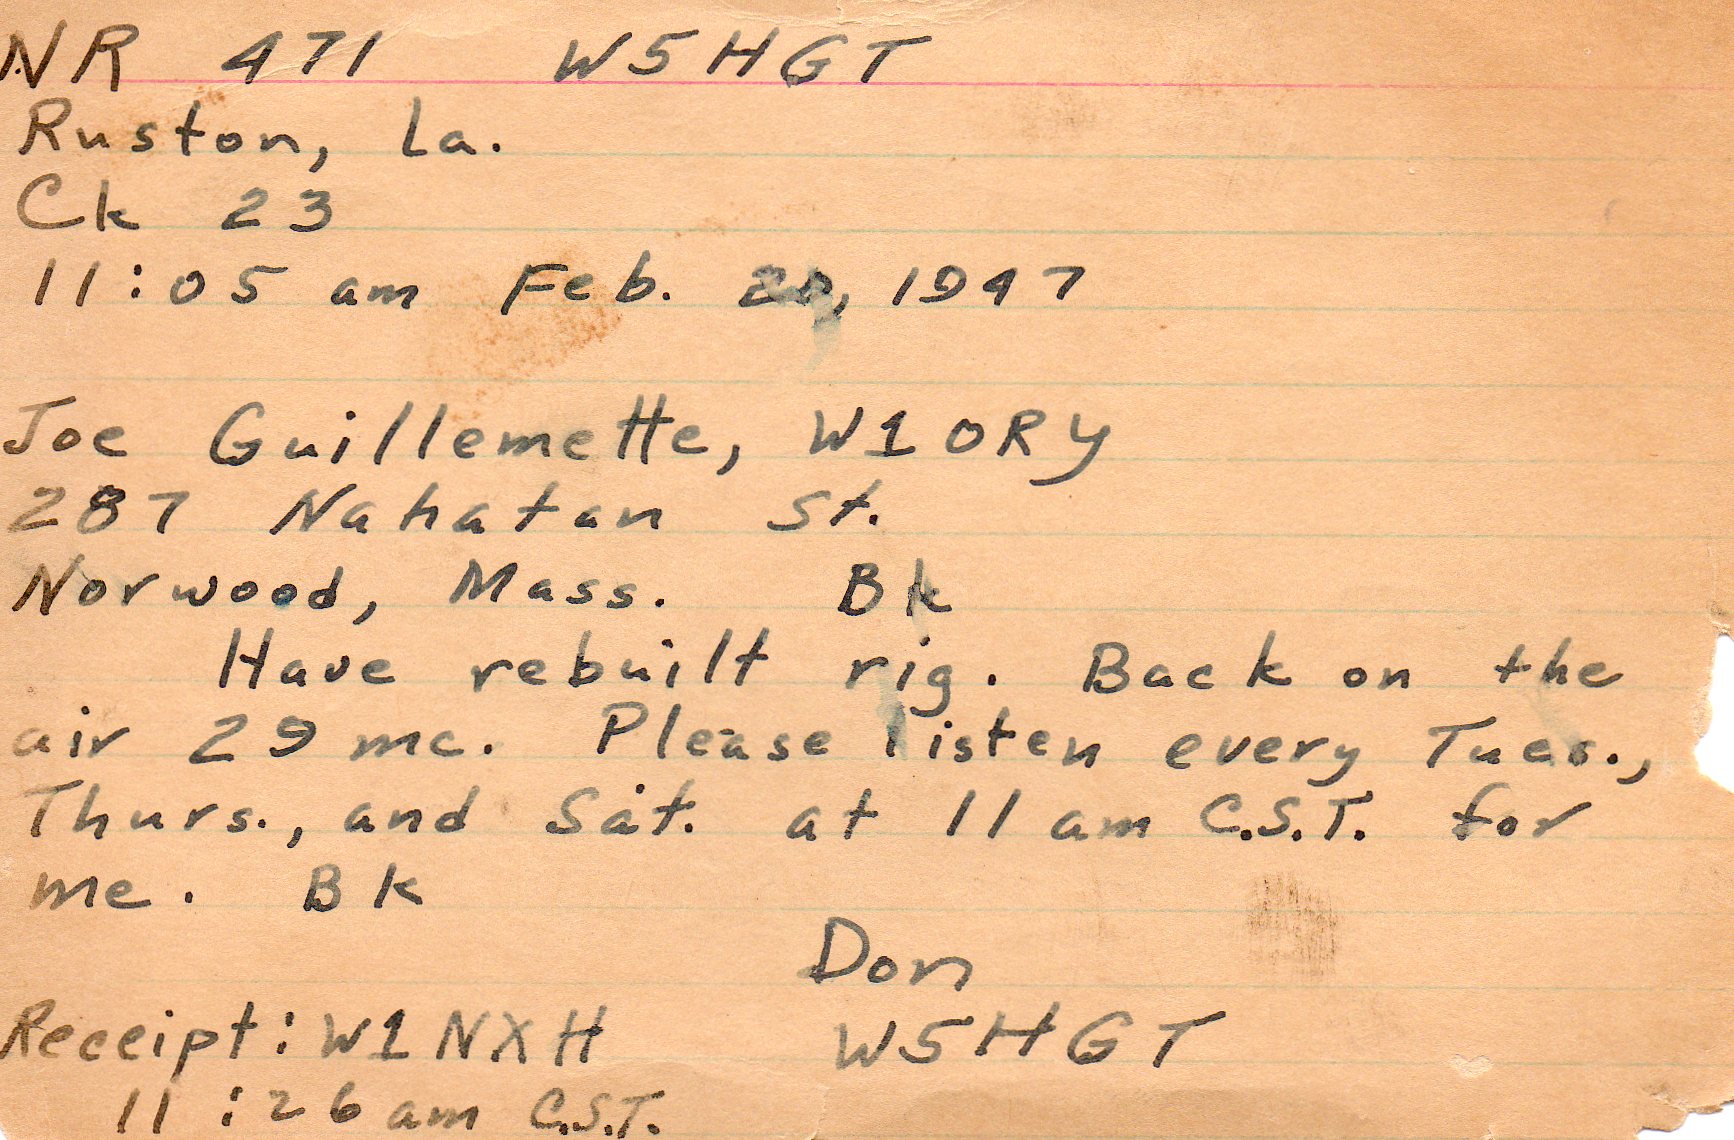 NR 471 W5HGT
Ruston, La.
Ck 23
11:05 am Feb. 20, 1947
Joe Guillemette, W1ORY
287 Nahatan St.
Norwood, Mass. Bk
Have rebuilt rig. Back on the
air 29 mc. Please listen every Tues.,
Thurs., and Sat. at 11 am C.S.T. for
me. Bk
Don
Receipt: W1NXH W5HGT
11:26 am C.S.T.